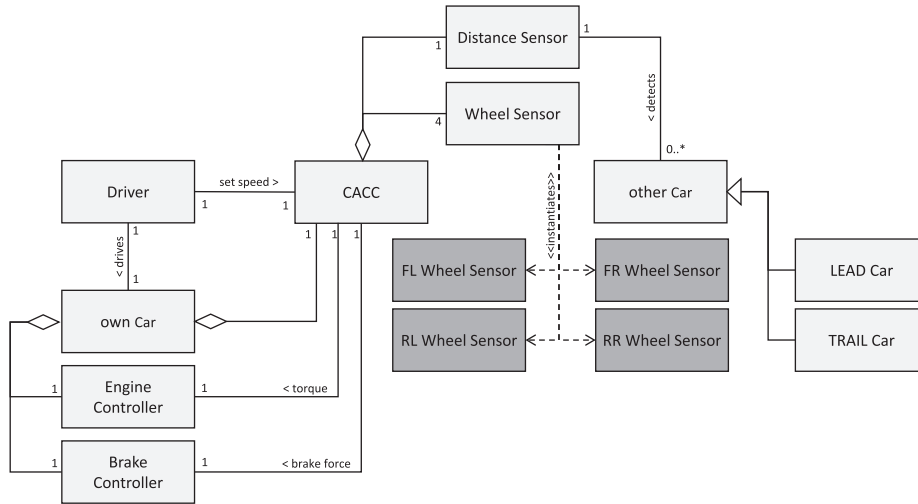 Distance Sensor
1
1
< detects
Wheel Sensor
4
0..*
Driver
set speed >
1
1
CACC
<<instantiates>>
other Car
1
1
1
1
< drives
1
FL Wheel Sensor
FR Wheel Sensor
LEAD Car
own Car
RL Wheel Sensor
RR Wheel Sensor
TRAIL Car
1
Engine
Controller
1
< torque
1
Brake
Controller
1
< brake force